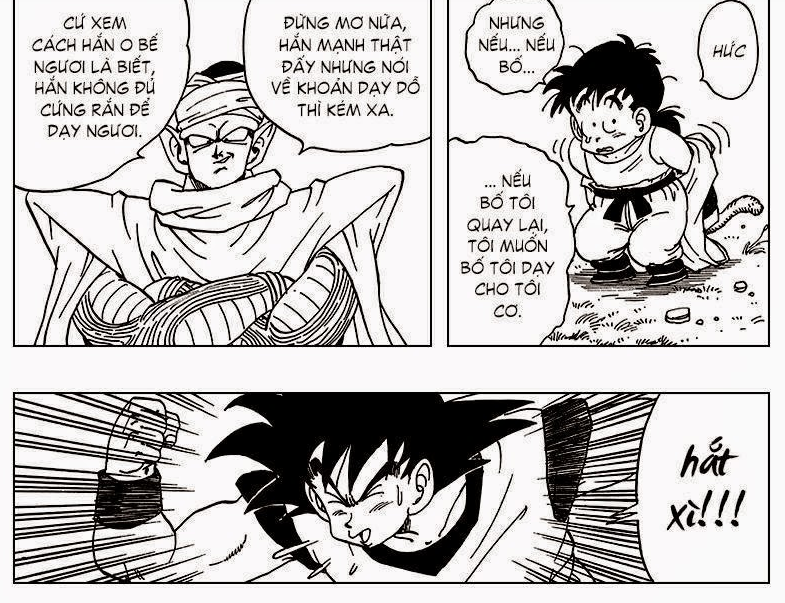 HỨC
NHƯNG
NẾU... NẾU
BỐ...
... NẾU
BỐ TÔI
QUAY LẠI,
TÔI MUỐN
BỐ TÔI DẠY
CHO TÔI
CƠ.
ĐỪNG MƠ NỮA,
HẮN MẠNH THẬT
ĐẤY NHƯNG NÓI
VỀ KHOẢN DẠY DỖ
THÌ KÉM XA.
CỨ XEM
CÁCH HẮN O BẾ
NGƯƠI LÀ BIẾT,
HẮN KHÔNG ĐỦ
CỨNG RẮN ĐỂ
DẠY NGƯƠI.
hắt
xì!!!